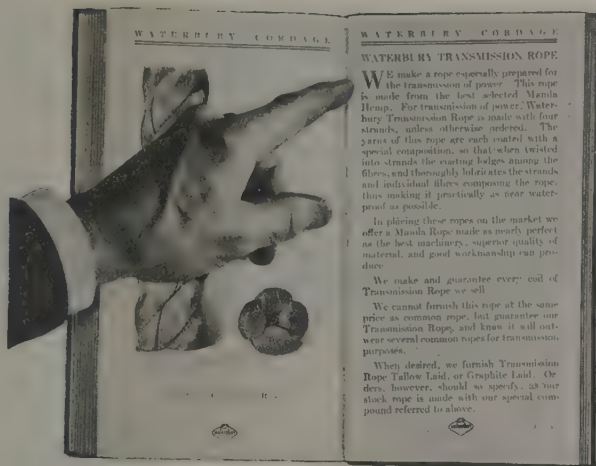 WATERBURY CORDAGE
WATERBURY CORDAGE
WATERBURY TRANSMISSION ROPE
WE make a rope especially prepared for
the transmission of power. This rope
is made from the best selected Manila
Hemp. For transmission of power, Water-
bury Transmission Rope is made with four
strands, unless otherwise ordered. The
yarns of this rope are each coated with a
special composition, so that when twisted
into strands the coating lodges among the
fibres, and thoroughly lubricates the strands
and individual fibres composing the rope,
thus making it practically as near water-
proof as possible.
In placing these ropes on the market we
offer a Manila Rope made as nearly perfect
as the best machinery, superior quality of
material, and good workmanship can pro-
duce
We make and guarantee every coil of
Transmission Rope we sell
We cannot furnish this rope at the same
price as common rope, but guarantee our
Transmission Rope, and know it will out-
wear several common ropes for transmission
purposes.
When desired, we furnish Transmission
Rope Tallow Laid, or Graphite Laid. Or-
ders, however, should so specify, as our
stock rope is made with our special com-
pound referred to above.